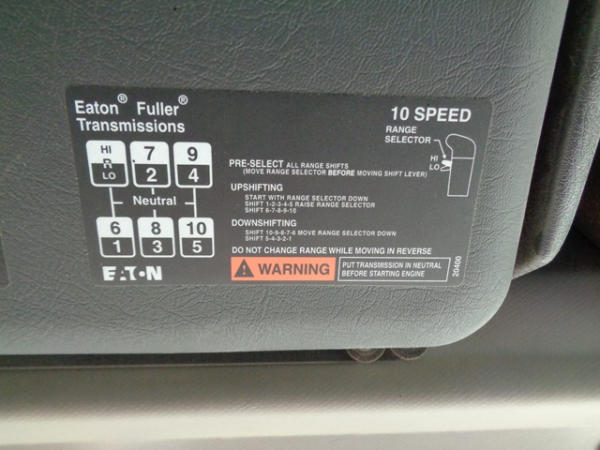 Eaton® Fuller®
Transmissions
10 SPEED
RANGE
SELECTOR
HI
LO
HI
R
LO
7
2
9
4
Neutral
6
1
8
3
10
5
EATON
PRE-SELECT ALL RANGE SHIFTS
(MOVE RANGE SELECTOR BEFORE MOVING SHIFT LEVER)
UPSHIFTING
START WITH RANGE SELECTOR DOWN
SHIFT 1-2-3-4-5 RAISE RANGE SELECTOR
SHIFT 6-7-8-9-10
DOWNSHIFTING
SHIFT 10-9-8-7-6 MOVE RANGE SELECTOR DOWN
SHIFT 5-4-3-2-1
DO NOT CHANGE RANGE WHILE MOVING IN REVERSE
WARNING
PUT TRANSMISSION IN NEUTRAL
BEFORE STARTING ENGINE
20400